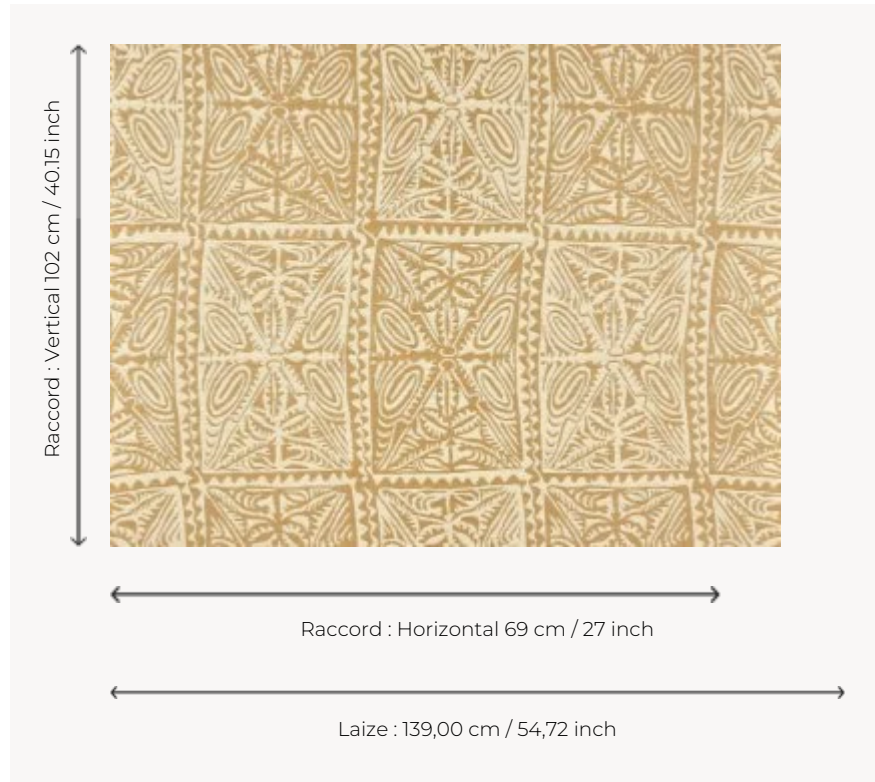 Raccord : Vertical 102 cm / 40.15 inch
Raccord : Horizontal 69 cm / 27 inch
Laize : 139,00 cm / 54,72 inch